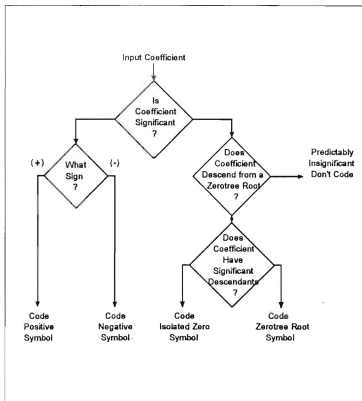 Input Coefficient
Is
Coefficient
Significant
?
(+)
What
Sign
?
(-)
Does
Coefficient
Descend from a
Zerotree Root
?
Predictably
Insignificant
Don't Code
Does
Coefficient
Have
Significant
Descendants
?
Code
Positive
Symbol
Code
Negative
Symbol
Code
Isolated Zero
Symbol
Code
Zerotree Root
Symbol